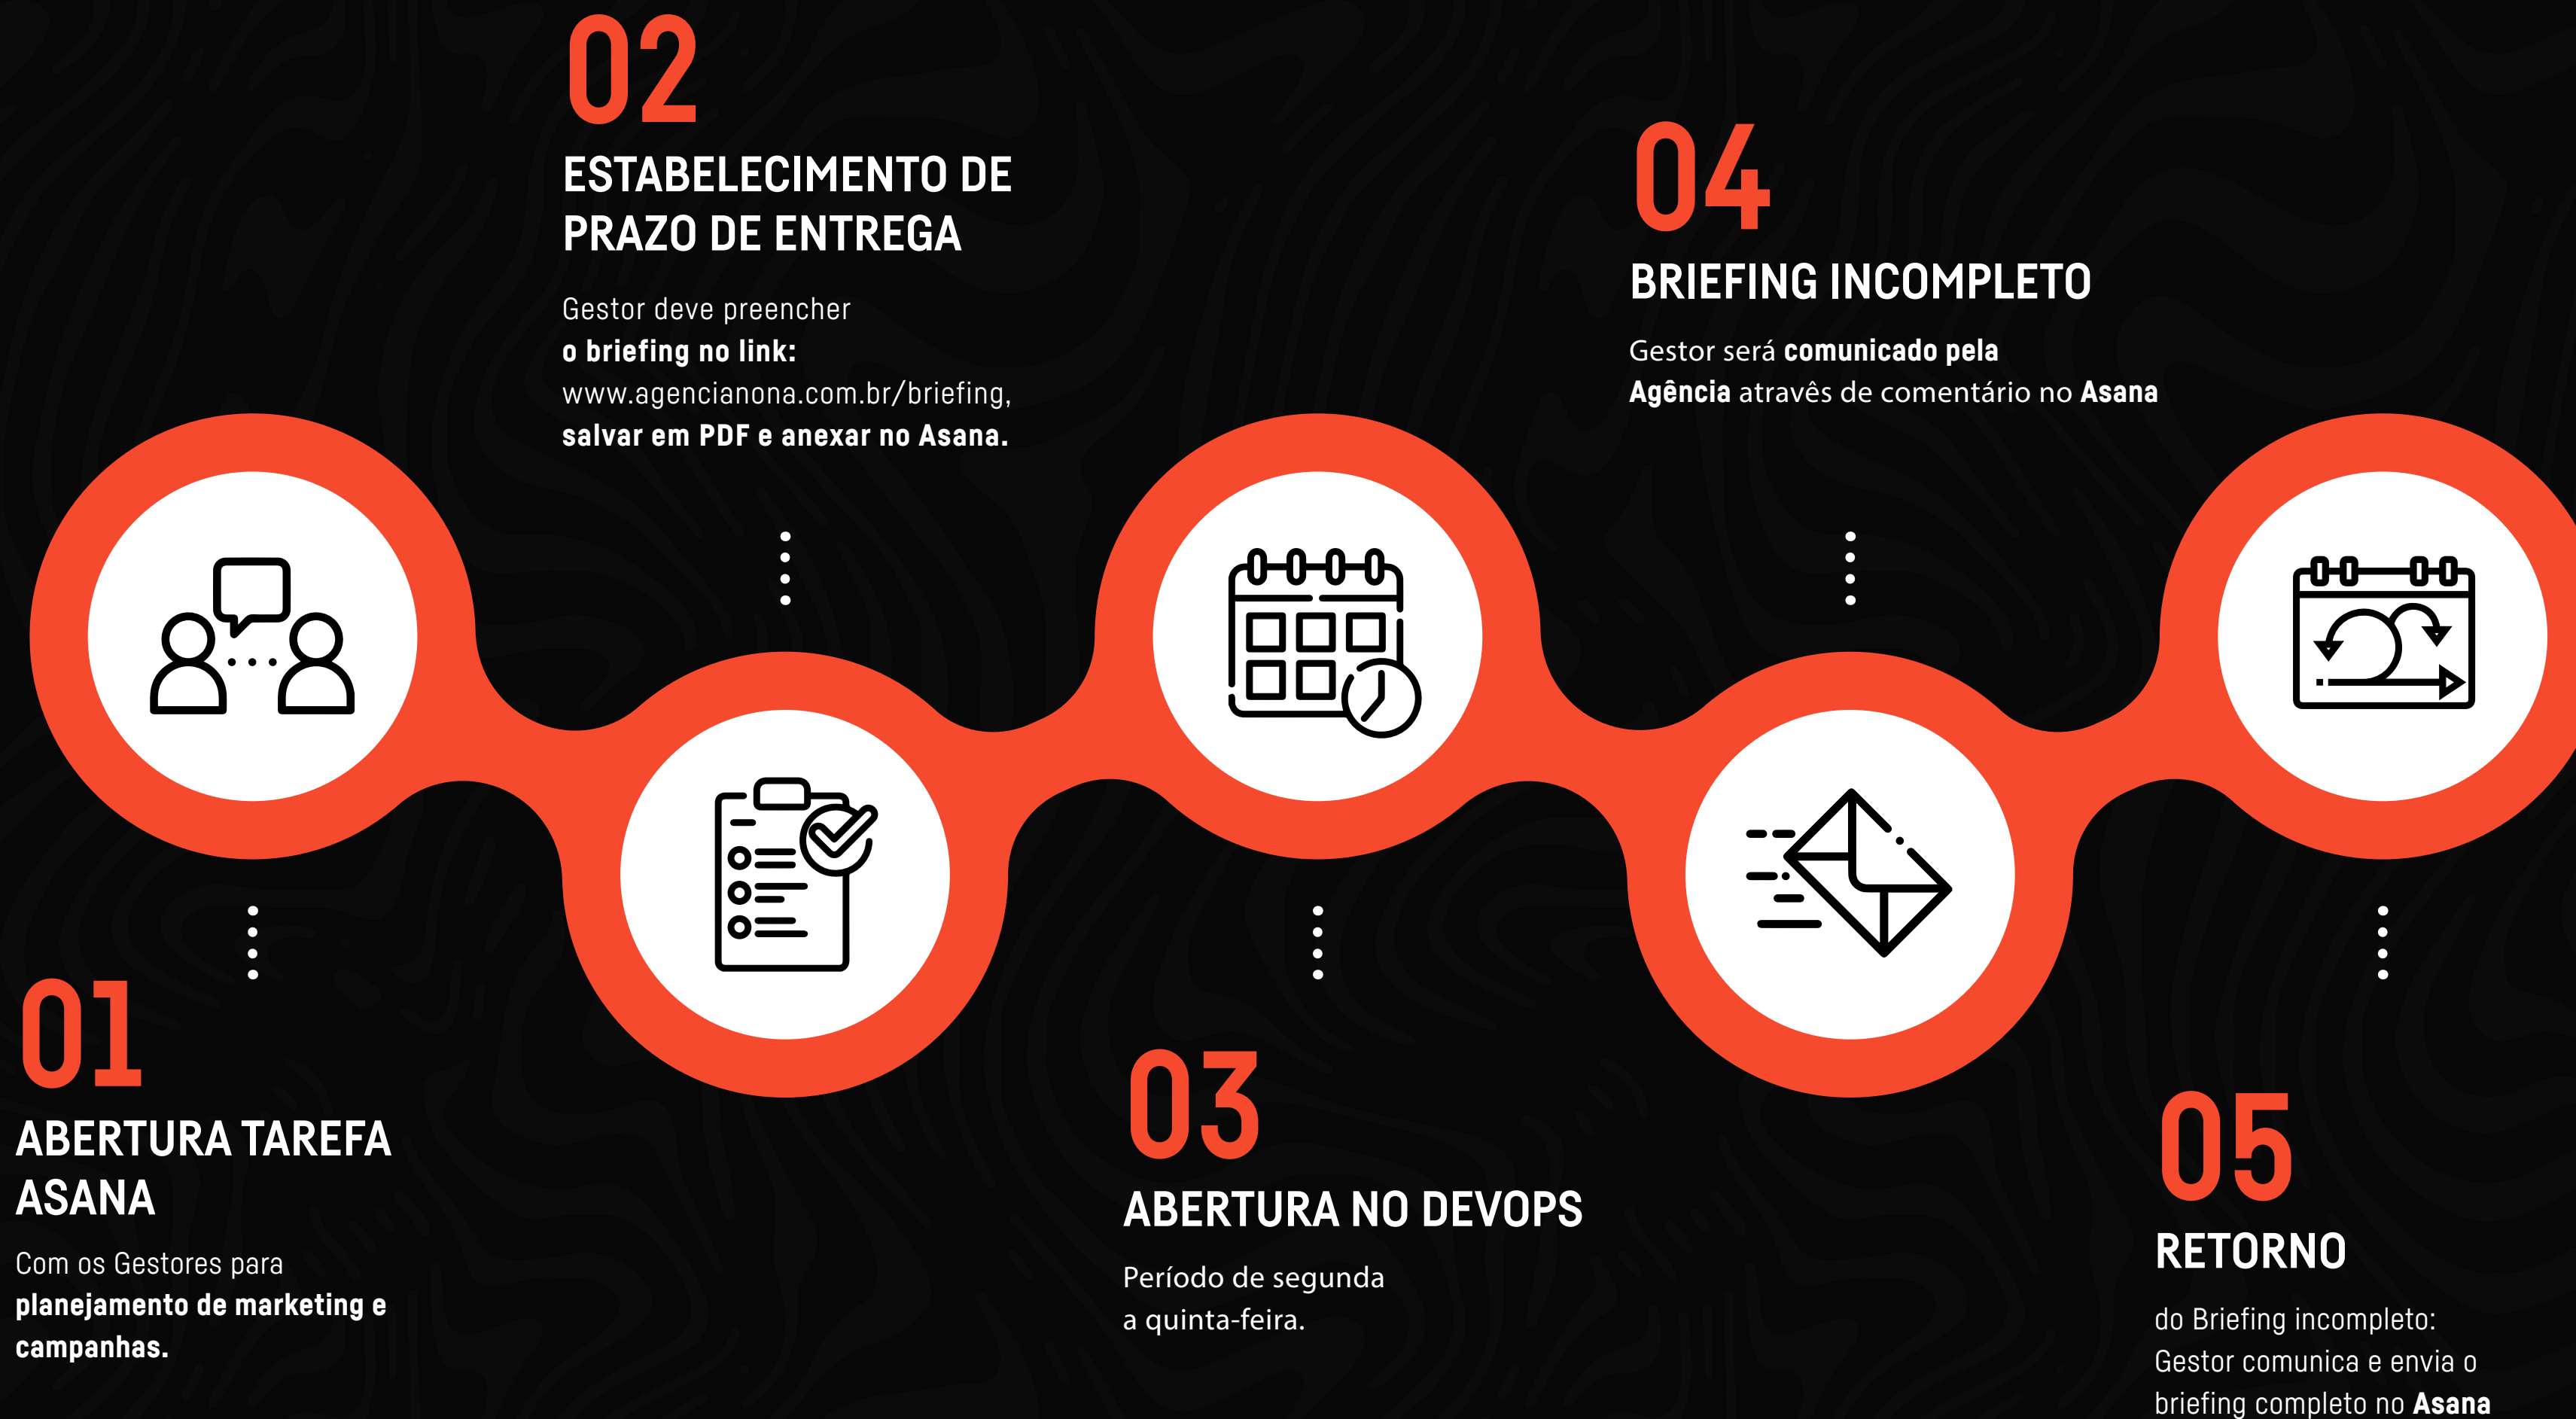 01
ABERTURA TAREFA
ASANA
Com os Gestores para
planejamento de marketing e
campanhas.
02
ESTABELECIMENTO DE
PRAZO DE ENTREGA
Gestor deve preencher
o briefing no link:
www.agencianona.com.br/briefing,
salvar em PDF e anexar no Asana.
03
ABERTURA NO DEVOPS
Período de segunda
a quinta-feira.
04
BRIEFING INCOMPLETO
Gestor será comunicado pela
Agência atravês de comentário no Asana
05
RETORNO
do Briefing incompleto:
Gestor comunica e envia o
briefing completo no Asana